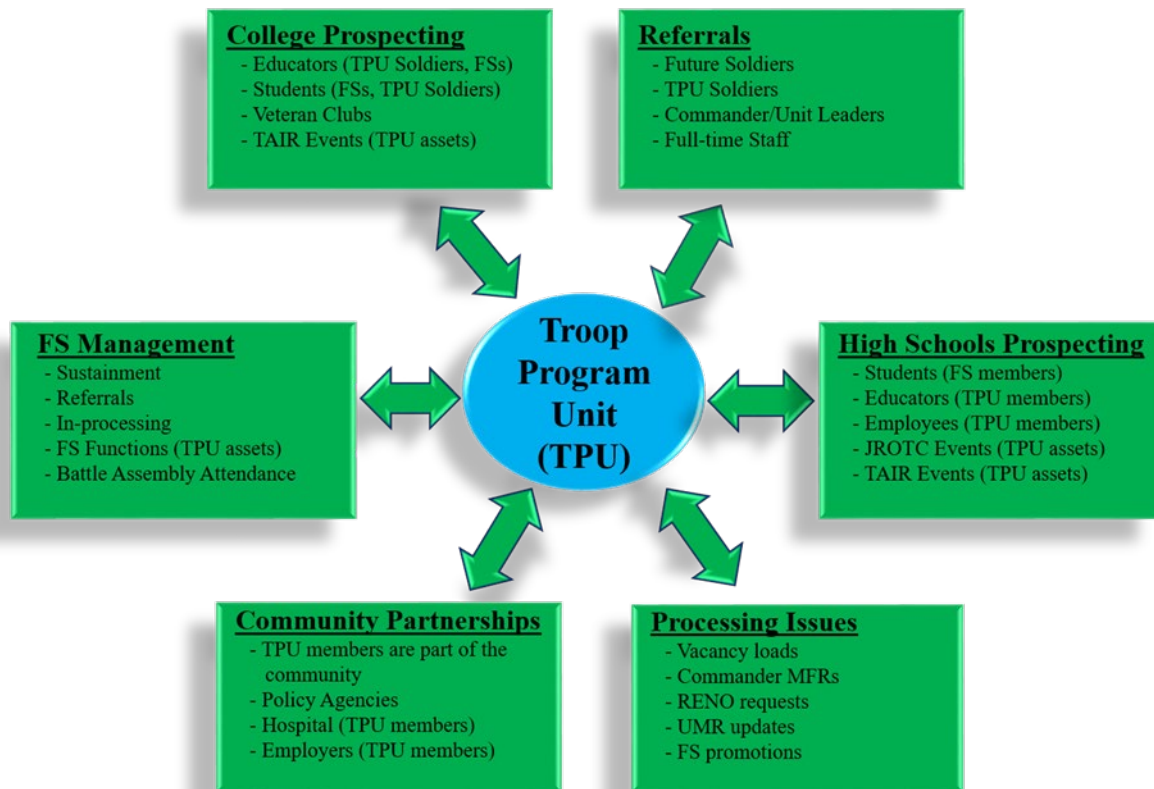 College Prospecting
- Educators (TPU Soldiers, FSs)
- Students (FSs, TPU Soldiers)
- Veteran Clubs
- TAIR Events (TPU assets)
Referrals
- Future Soldiers
- TPU Soldiers
- Commander/Unit Leaders
- Full-time Staff
FS Management
- Sustainment
- Referrals
- In-processing
- FS Functions (TPU assets)
- Battle Assembly Attendance
Troop
Program
Unit
(TPU)
High Schools Prospecting
- Students (FS members)
- Educators (TPU members)
- Employees (TPU members)
- JROTC Events (TPU assets)
- TAIR Events (TPU assets)
Community Partnerships
- TPU members are part of the
community
- Policy Agencies
- Hospital (TPU members)
- Employers (TPU members)
Processing Issues
- Vacancy loads
- Commander MFRs
- RENO requests
- UMR updates
- FS promotions